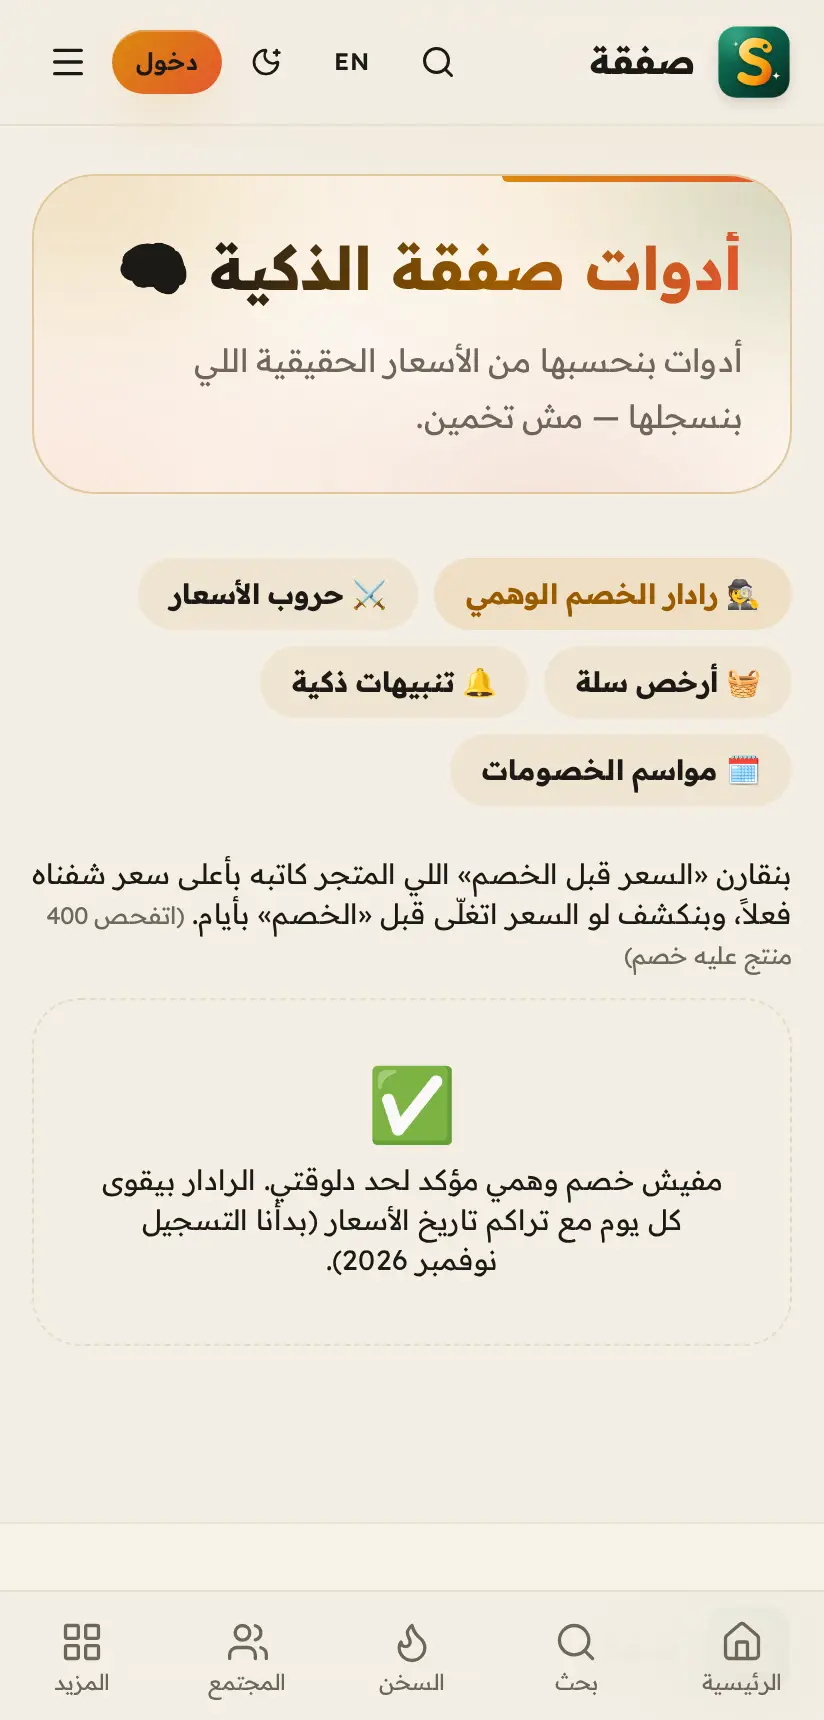 صفقة
EN
دخول
أدوات صفقة الذكية 🧠
أدوات بنحسبها من الأسعار الحقيقية اللي
بنسجلها — مش تخمين.
🕵️ رادار الخصم الوهمي
⚔️ حروب الأسعار
🧺 أرخص سلة
🔔 تنبيهات ذكية
🗓️ مواسم الخصومات
بنقارن «السعر قبل الخصم» اللي المتجر كاتبه بأعلى سعر شفناه
فعلاً، وبنكشف لو السعر اتغلّى قبل «الخصم» بأيام. (اتفحص 400
منتج عليه خصم)
✅
مفيش خصم وهمي مؤكد لحد دلوقتي. الرادار بيقوى
كل يوم مع تراكم تاريخ الأسعار (بدأنا التسجيل
نوفمبر 2026).
الرئيسية
بحث
السخن
المجتمع
المزيد